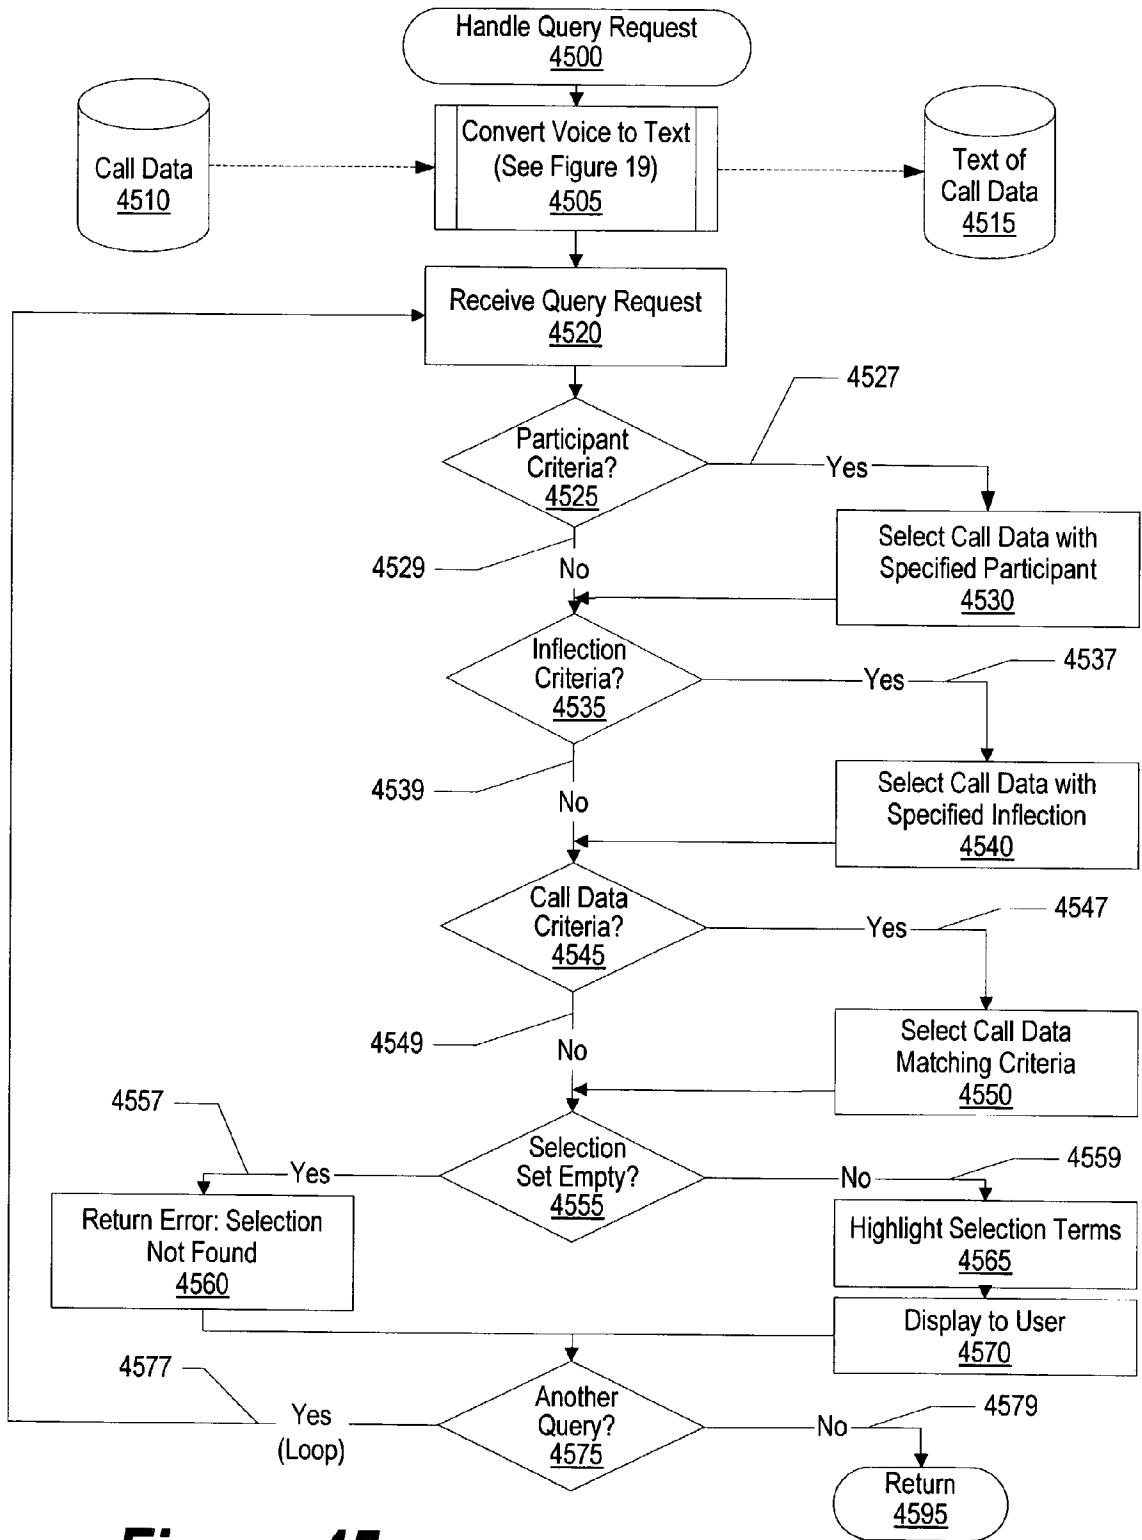 Handle Query Request
4500
Call Data
4510
Convert Voice to Text
(See Figure 19)
4505
Text of
Call Data
4515
Receive Query Request
4520
4527
Participant
Criteria?
4525
Yes
4529
No
Select Call Data with
Specified Participant
4530
Inflection
Criteria?
4535
Yes
4537
4539
No
Select Call Data with
Specified Inflection
4540
Call Data
Criteria?
4545
Yes
4547
4549
No
Select Call Data
Matching Criteria
4550
4557
Yes
Selection
Set Empty?
4555
No
4559
Return Error: Selection
Not Found
4560
Highlight Selection Terms
4565
Display to User
4570
4577
Yes
(Loop)
Another
Query?
4575
No
4579
Return
4595